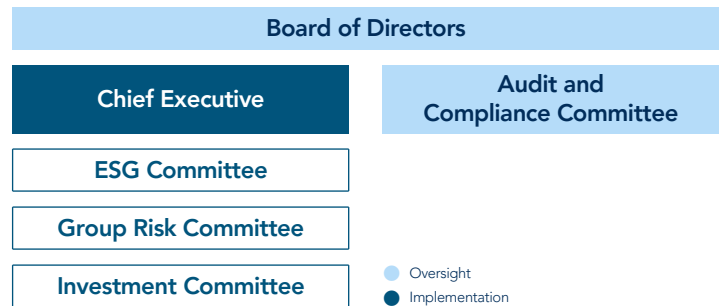 Board of Directors
Chief Executive
Audit and
Compliance Committee
ESG Committee
Group Risk Committee
Investment Committee
Oversight
Implementation